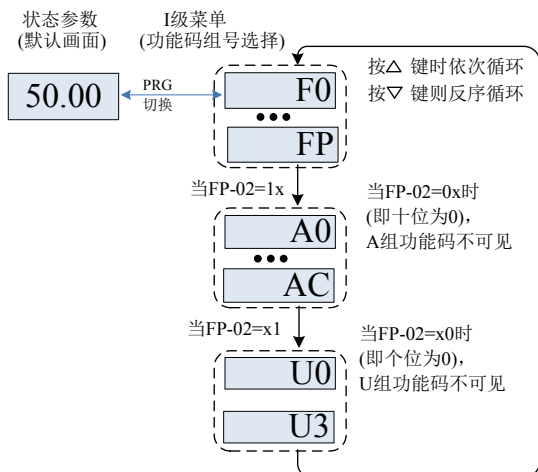 状态参数
(默认画面)
I级菜单
(功能码组号选择)
50.00
PRG
切换
F0
•••
FP
按△ 键时依次循环
按▽ 键则反序循环
当FP-02=1x
当FP-02=0x时
(即十位为0),
A组功能码不可见
A0
•••
AC
当FP-02=x1
当FP-02=x0时
(即个位为0),
U组功能码不可见
U0
U3